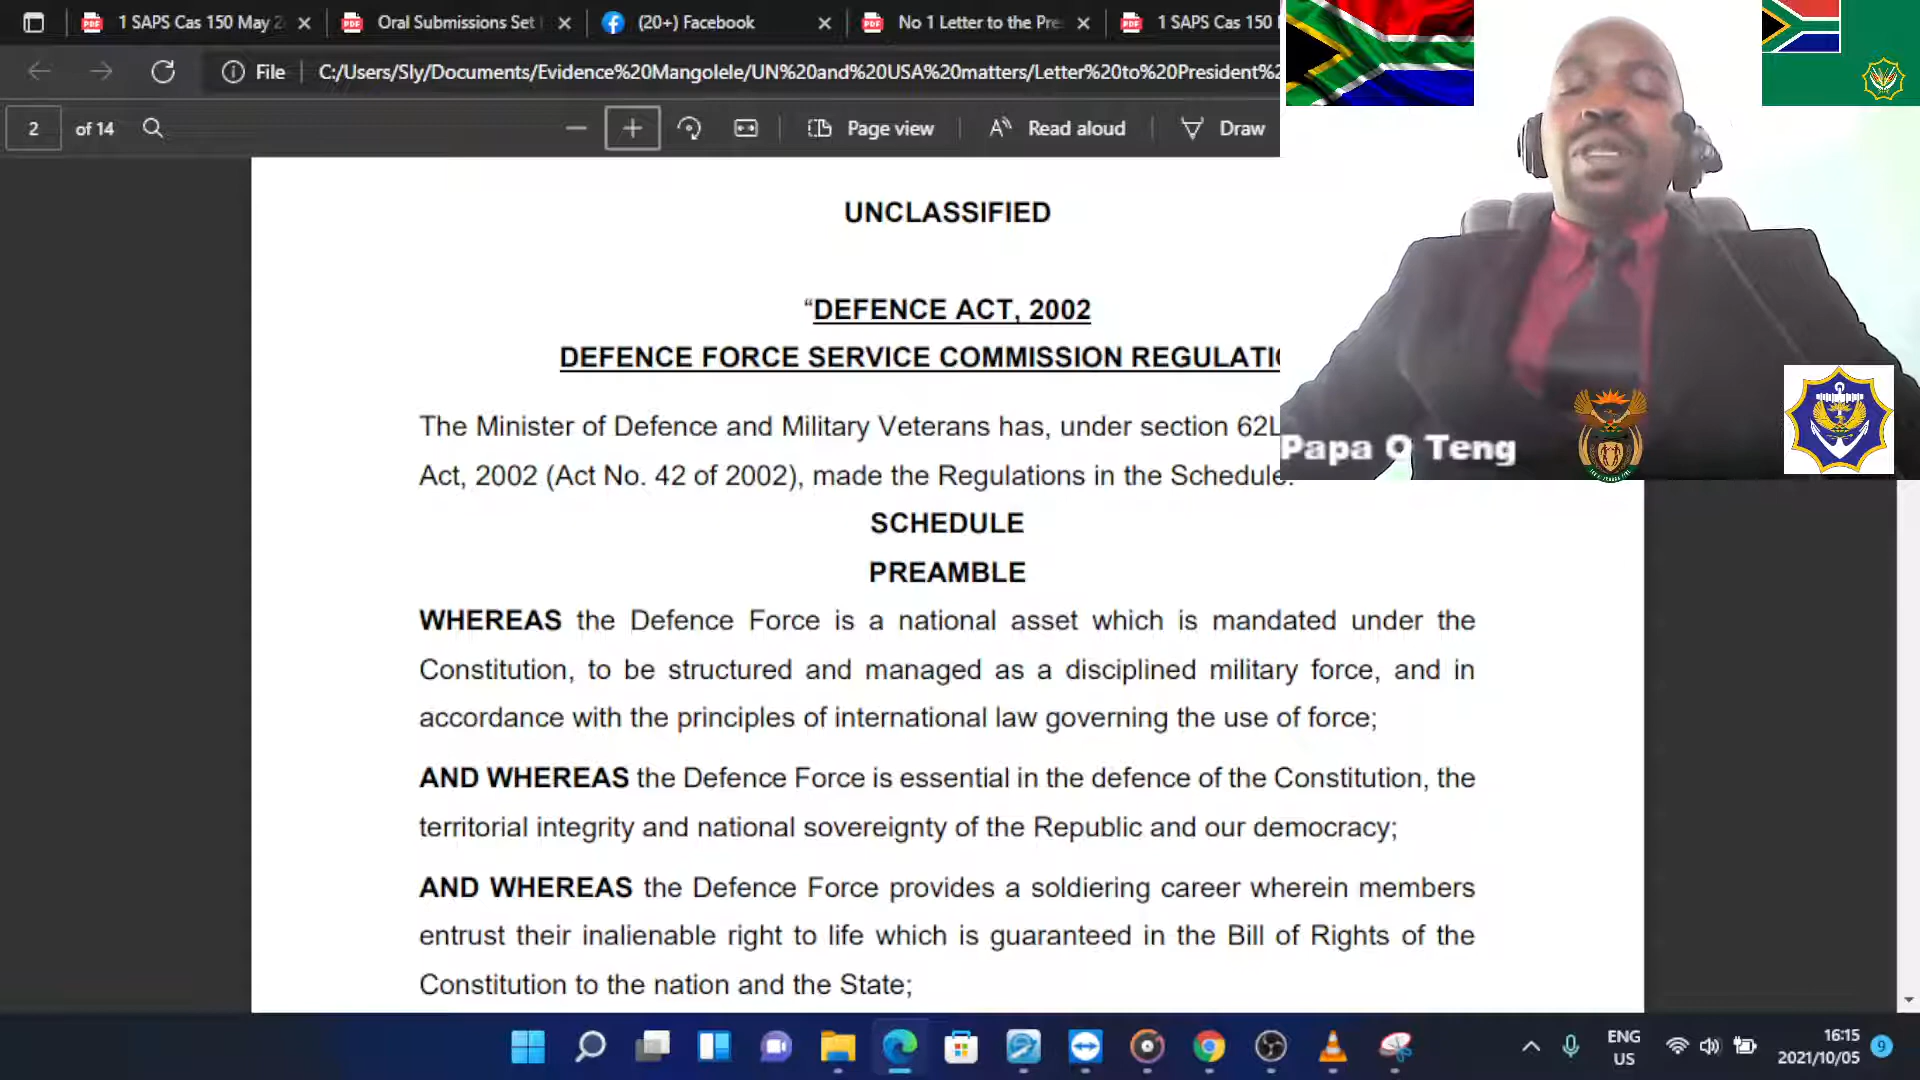 1 SAPS Cas 150 May 2
Oral Submissions Set
(20+) Facebook
No 1 Letter to the Pre
1 SAPS Cas 150
File
C:/Users/Sly/Documents/Evidence%20Mangolele/UN%20and%20USA%20matters/Letter%20to%20President%2
2
of 14
Page view
Read aloud
Draw
UNCLASSIFIED
“DEFENCE ACT, 2002
DEFENCE FORCE SERVICE COMMISSION REGULATIO
The Minister of Defence and Military Veterans has, under section 62L
Act, 2002 (Act No. 42 of 2002), made the Regulations in the Schedule.
Papa O Teng
SCHEDULE
PREAMBLE
WHEREAS the Defence Force is a national asset which is mandated under the
Constitution, to be structured and managed as a disciplined military force, and in
accordance with the principles of international law governing the use of force;
AND WHEREAS the Defence Force is essential in the defence of the Constitution, the
territorial integrity and national sovereignty of the Republic and our democracy;
AND WHEREAS the Defence Force provides a soldiering career wherein members
entrust their inalienable right to life which is guaranteed in the Bill of Rights of the
Constitution to the nation and the State;
ENG
US
16:15
2021/10/05
9